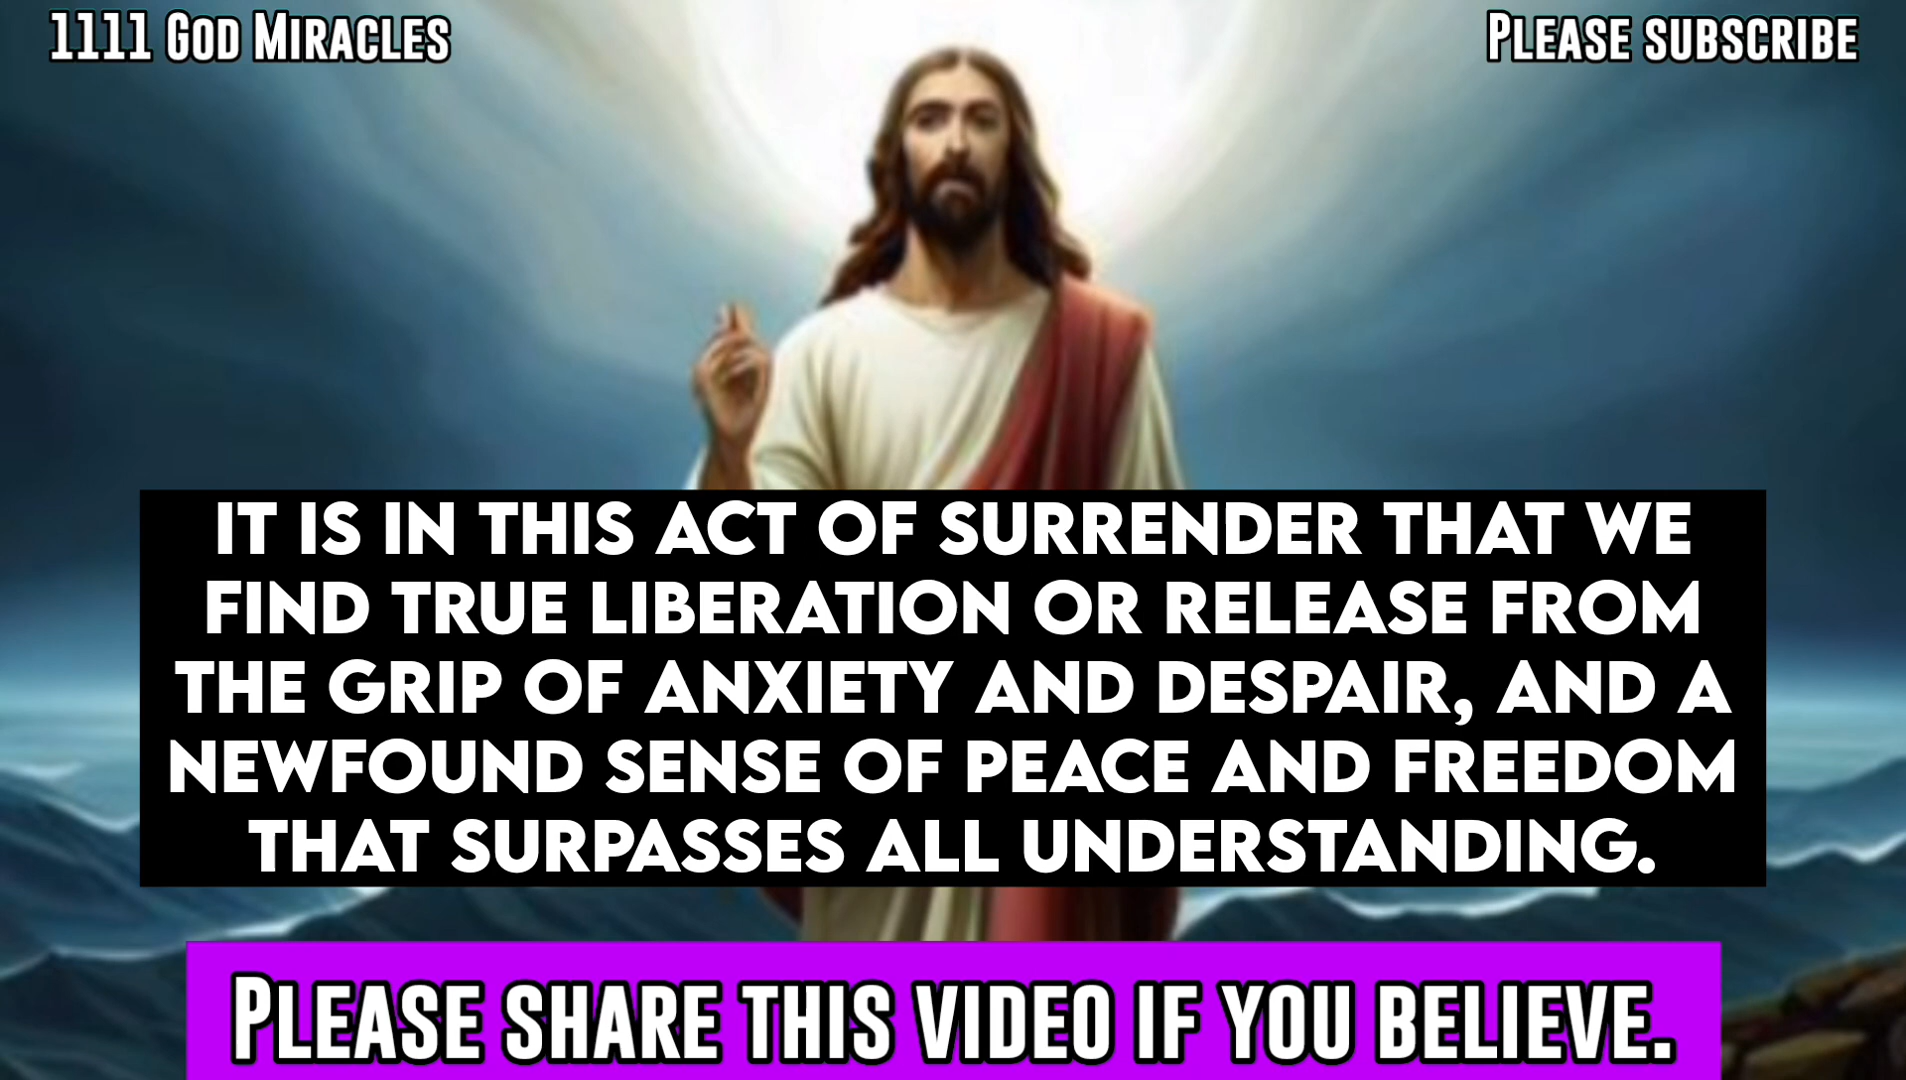 1111 God Miracles
Please subscribe
IT IS IN THIS ACT OF SURRENDER THAT WE
FIND TRUE LIBERATION OR RELEASE FROM
THE GRIP OF ANXIETY AND DESPAIR, AND A
NEWFOUND SENSE OF PEACE AND FREEDOM
THAT SURPASSES ALL UNDERSTANDING.
Please share this video if you believe.